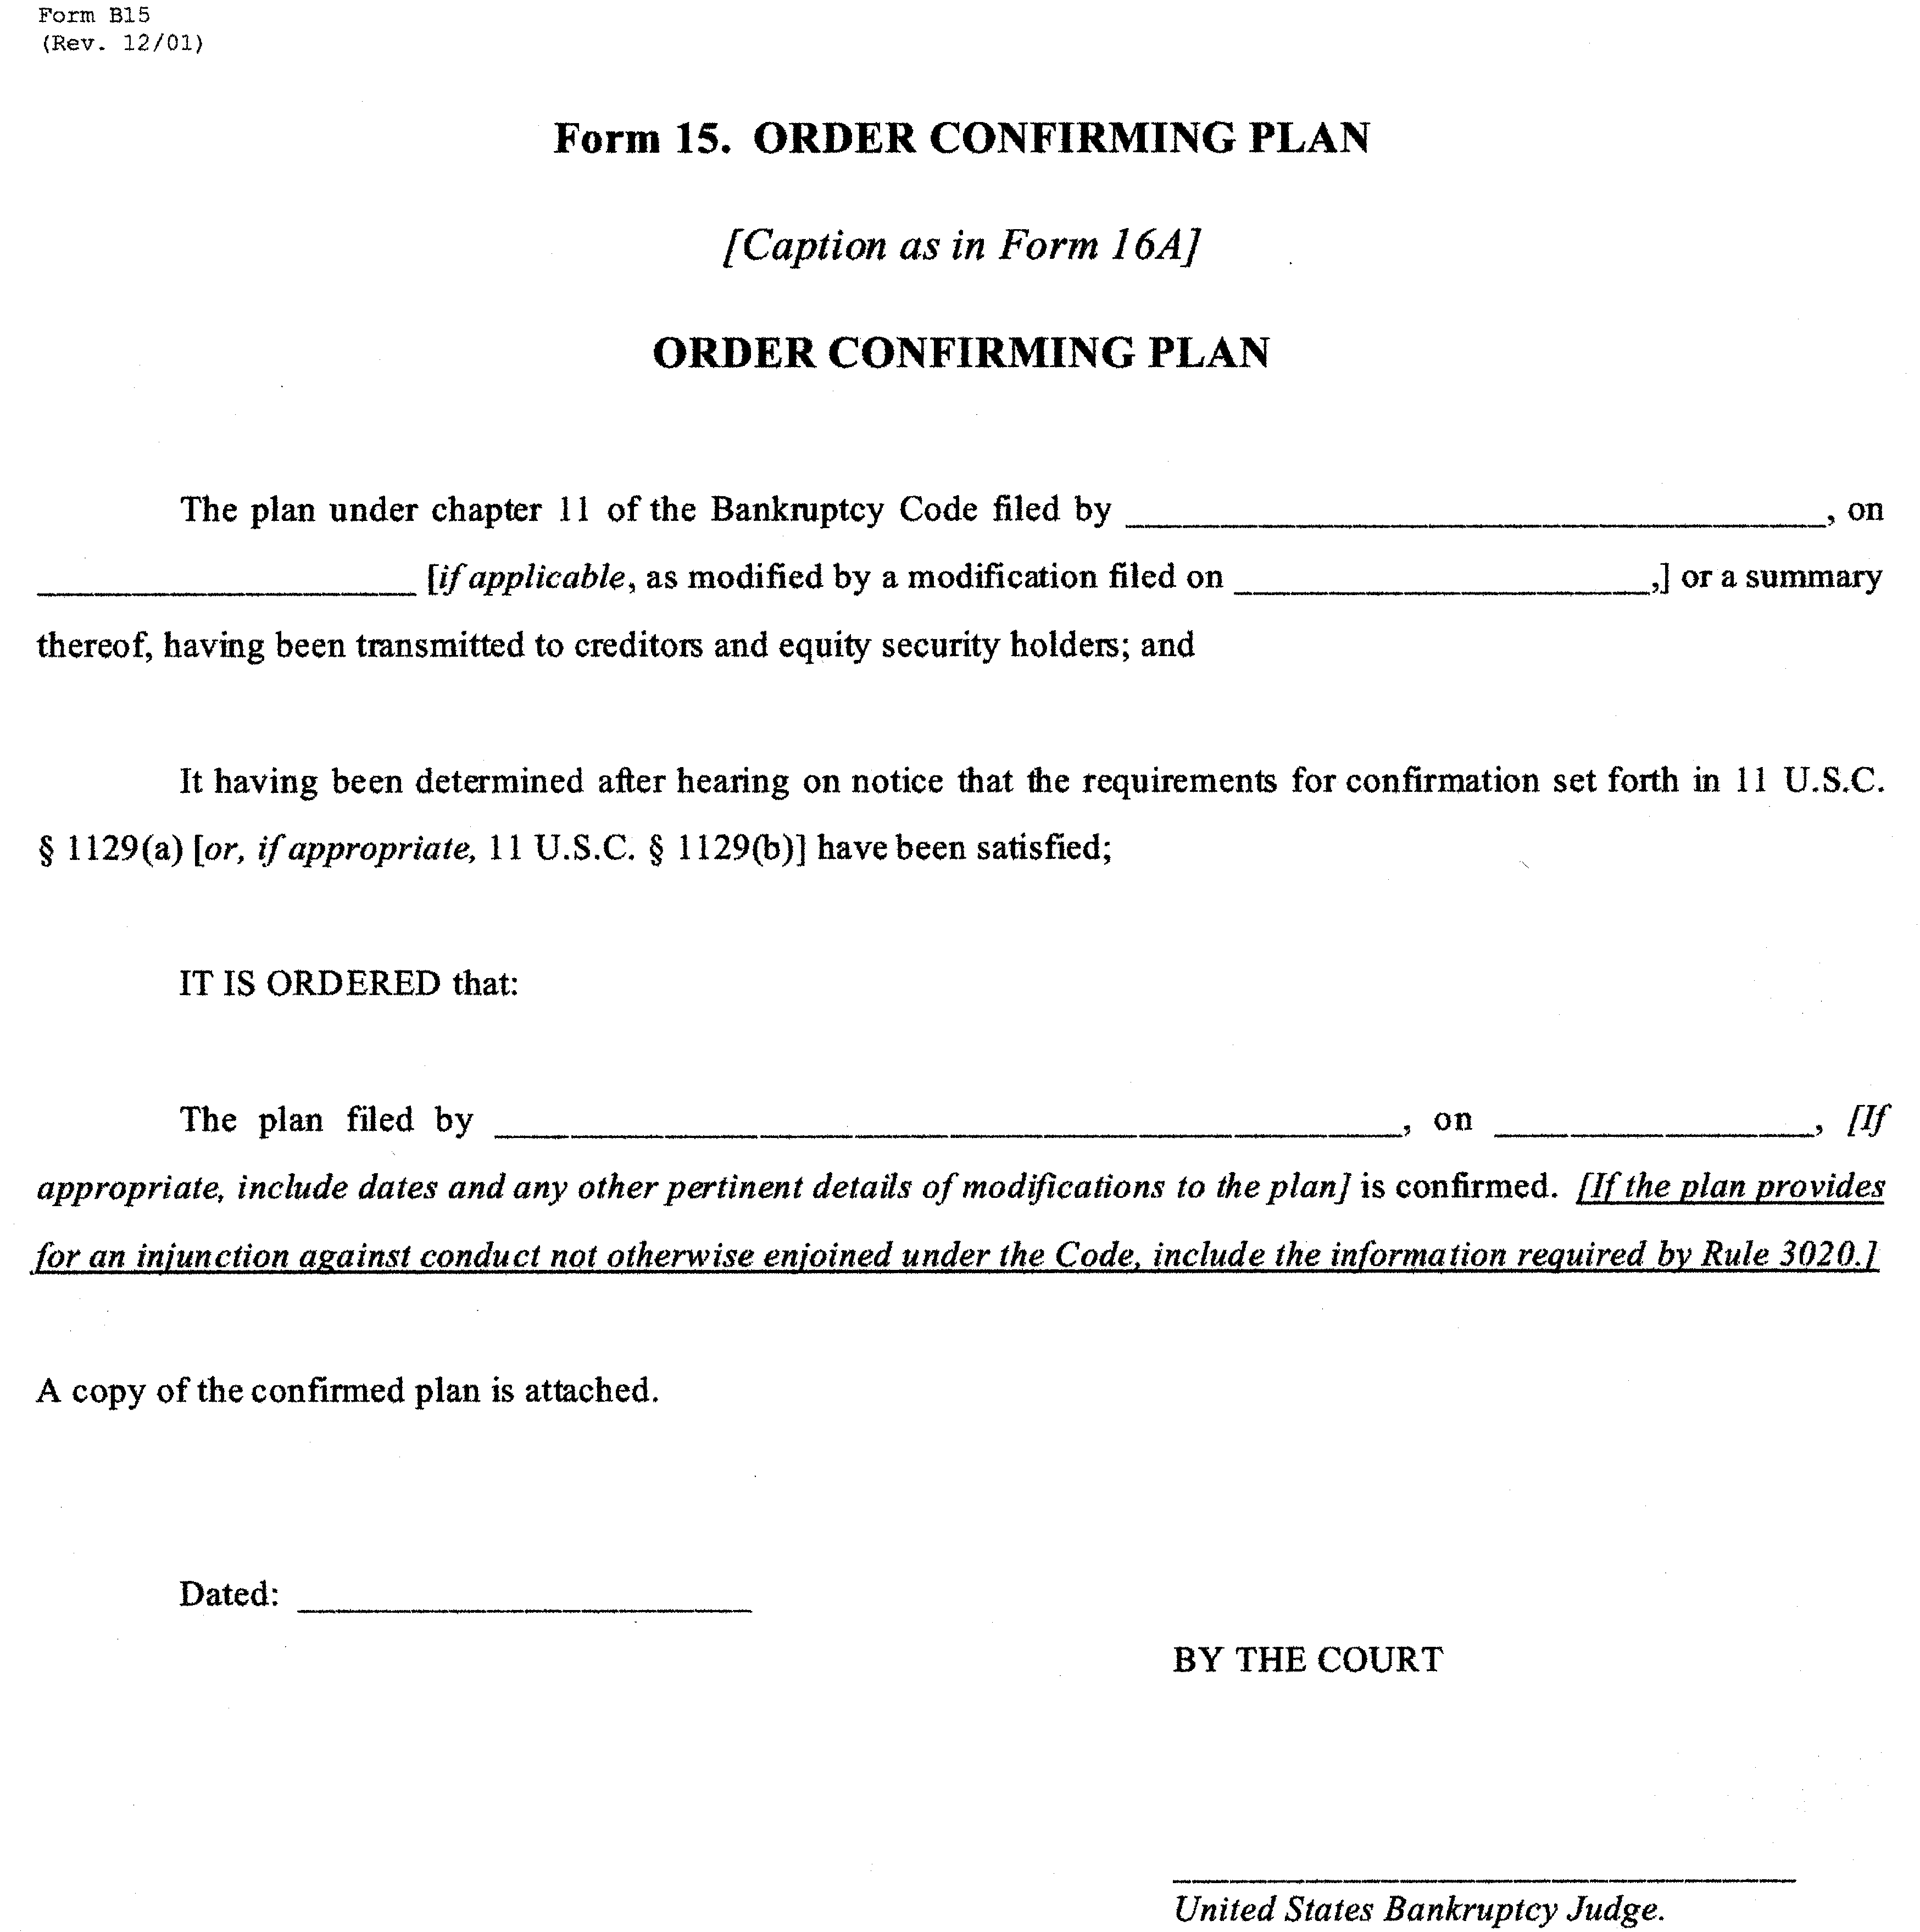 Form B15
(Rev. 12/01)
Form 15. ORDER CONFIRMING PLAN
[Caption as in Form 16A]
ORDER CONFIRMING PLAN
The plan under chapter 11 of the Bankruptcy Code filed by ____________________, on
____________________ [if applicable, as modified by a modification filed on ____________________,] or a summary
thereof, having been transmitted to creditors and equity security holders; and
It having been determined after hearing on notice that the requirements for confirmation set forth in 11 U.S.C.
§ 1129(a) [or, if appropriate, 11 U.S.C. § 1129(b)] have been satisfied;
IT IS ORDERED that:
The plan filed by ____________________, on ____________________, [If
appropriate, include dates and any other pertinent details of modifications to the plan] is confirmed. [If the plan provides
for an injunction against conduct not otherwise enjoined under the Code, include the information required by Rule 3020.]
A copy of the confirmed plan is attached.
Dated: ____________________
BY THE COURT
____________________
United States Bankruptcy Judge.